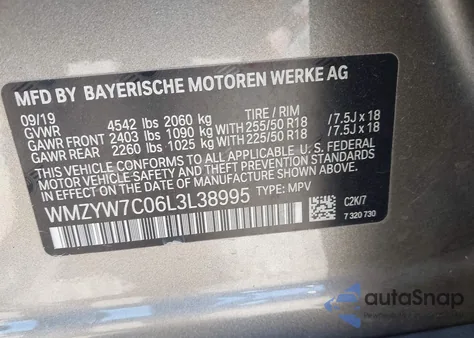 MFD BY BAYERISCHE MOTOREN WERKE AG
09/19 TIRE / RIM
GVWR 4542 lbs 2060 kg
GAWR FRONT 2403 lbs 1090 kg WITH 255/50 R18 /7.5J x 18
GAWR REAR 2260 lbs 1025 kg WITH 225/50 R18 /7.5J x 18
THIS VEHICLE CONFORMS TO ALL APPLICABLE
U.S. FEDERAL MOTOR VEHICLE SAFETY STANDARDS IN
EFFECT ON THE DATE OF MANUFACTURE SHOWN ABOVE.
WMZYW7C06L3L38995 TYPE: MPV
C2K/7
7 320 730
autoSnap